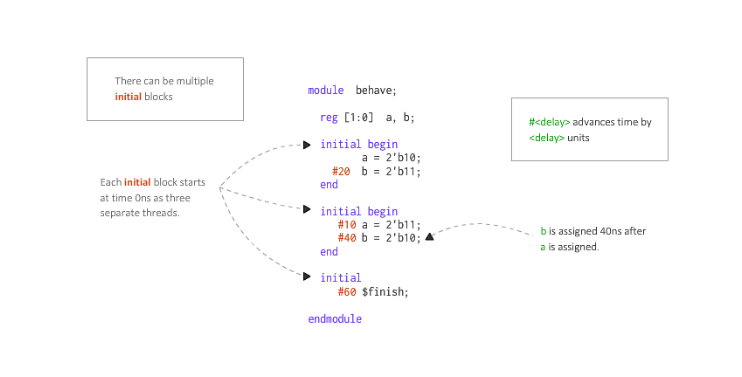 There can be multiple
initial blocks
Each initial block starts
at time 0ns as three
separate threads.
module behave;
reg [1:0] a, b;
initial begin
a = 2'b10;
#20 b = 2'b11;
end
initial begin
#10 a = 2'b11;
#40 b = 2'b10;
end
initial
#60 $finish;
endmodule
#<delay> advances time by
<delay> units
b is assigned 40ns after
a is assigned.